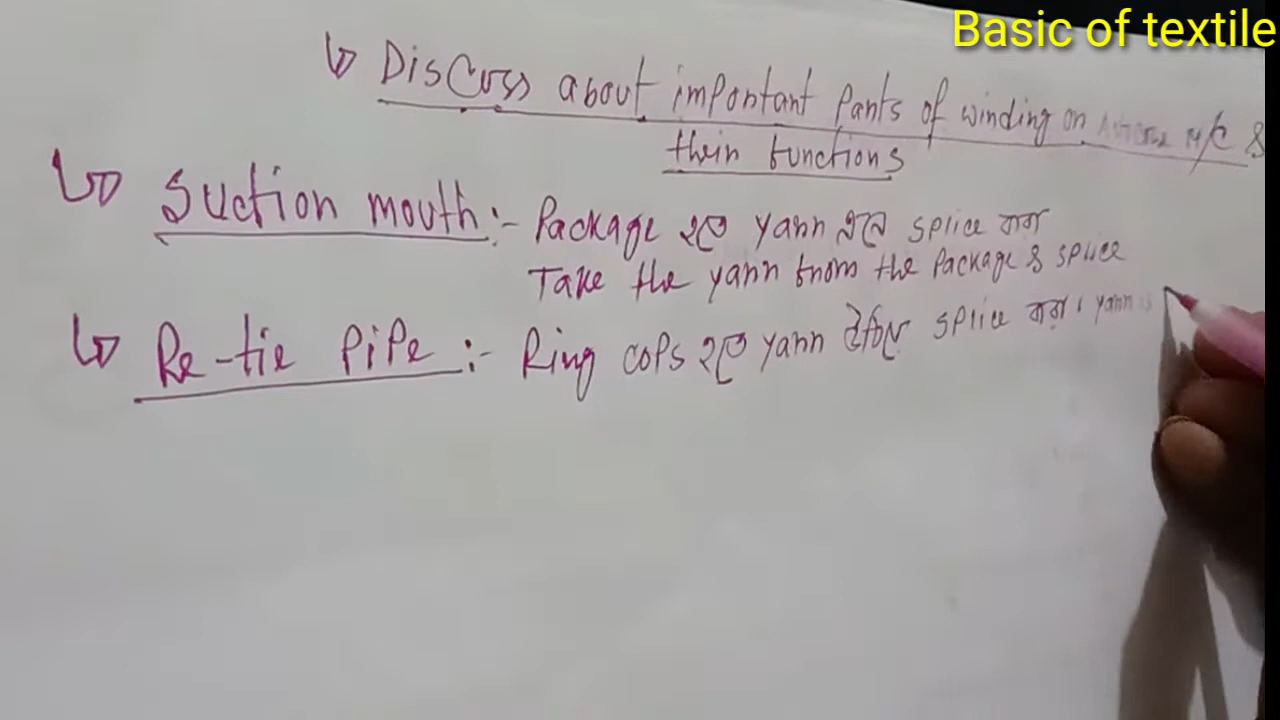 Basic of textile
Discuss about important parts of winding on M/C &
their functions
Suction mouth :- Package হতে yarn এনে splice করা
Take the yarn from the package & splice
Re-tie pipe :- Ring cops হতে yarn টেনে splice করা। yarn